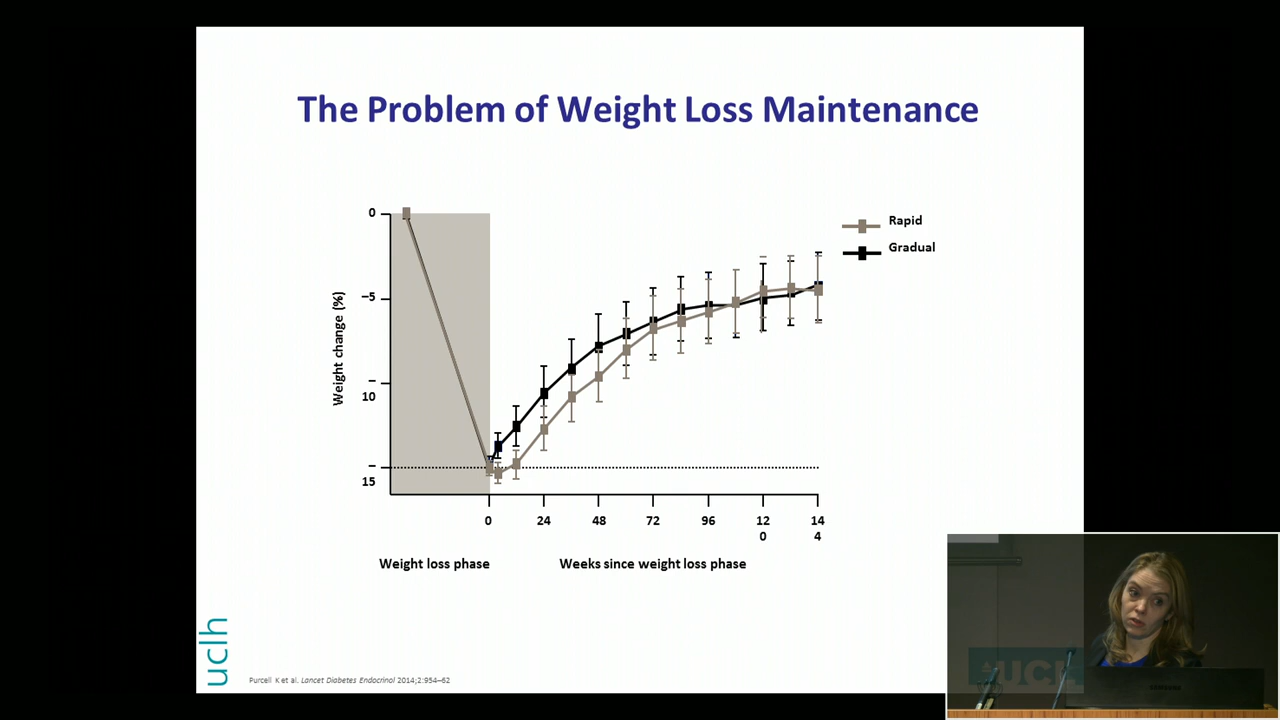 The Problem of Weight Loss Maintenance
0
Rapid
Gradual
–5
Weight change (%)
–
10
–
15
0
24
48
72
96
12
0
14
4
Weight loss phase
Weeks since weight loss phase
uclh
Purcell K et al. Lancet Diabetes Endocrinol 2014;2:954–62
UCL
SAMSUNG